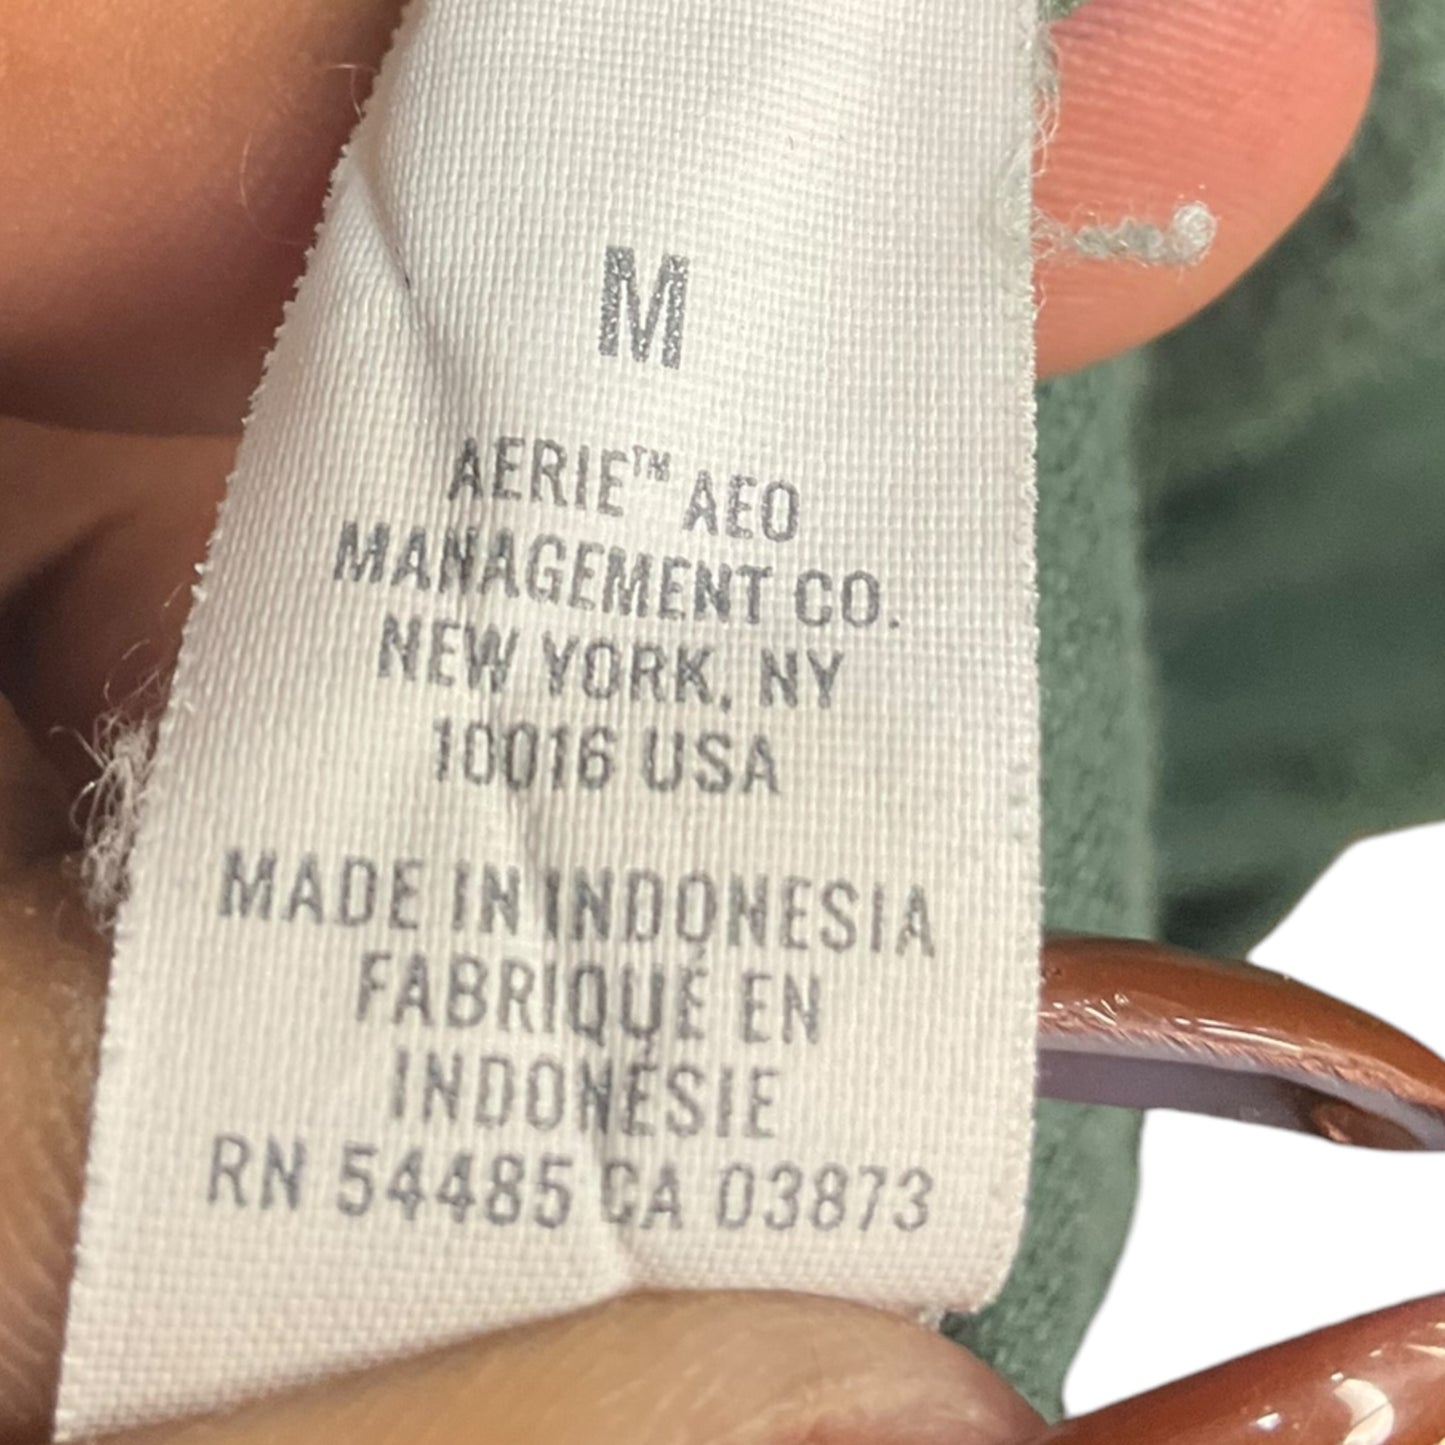 M
AERIE™ AEO
MANAGEMENT CO.
NEW YORK, NY
10016 USA
MADE IN INDONESIA
FABRIQUÉ EN
INDONÉSIE
RN 54485 CA 03873